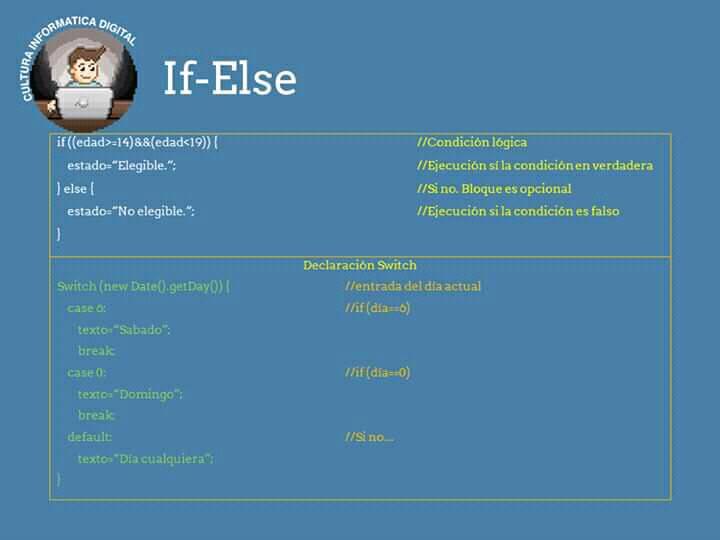 CULTURA INFORMATICA DIGITAL
If-Else
if ((edad>=14)&&(edad<19)) { //Condición lógica
estado=“Elegible.”; //Ejecución sí la condición en verdadera
} else { //Si no. Bloque es opcional
estado=“No elegible.”; //Ejecución si la condición es falso
}
Declaración Switch
Switch (new Date().getDay()) { //entrada del día actual
case 6: //if (día==6)
texto=“Sabado”;
break;
case 0: //if (día==0)
texto=“Domingo”;
break;
default: //Si no...
texto=“Día cualquiera”;
}